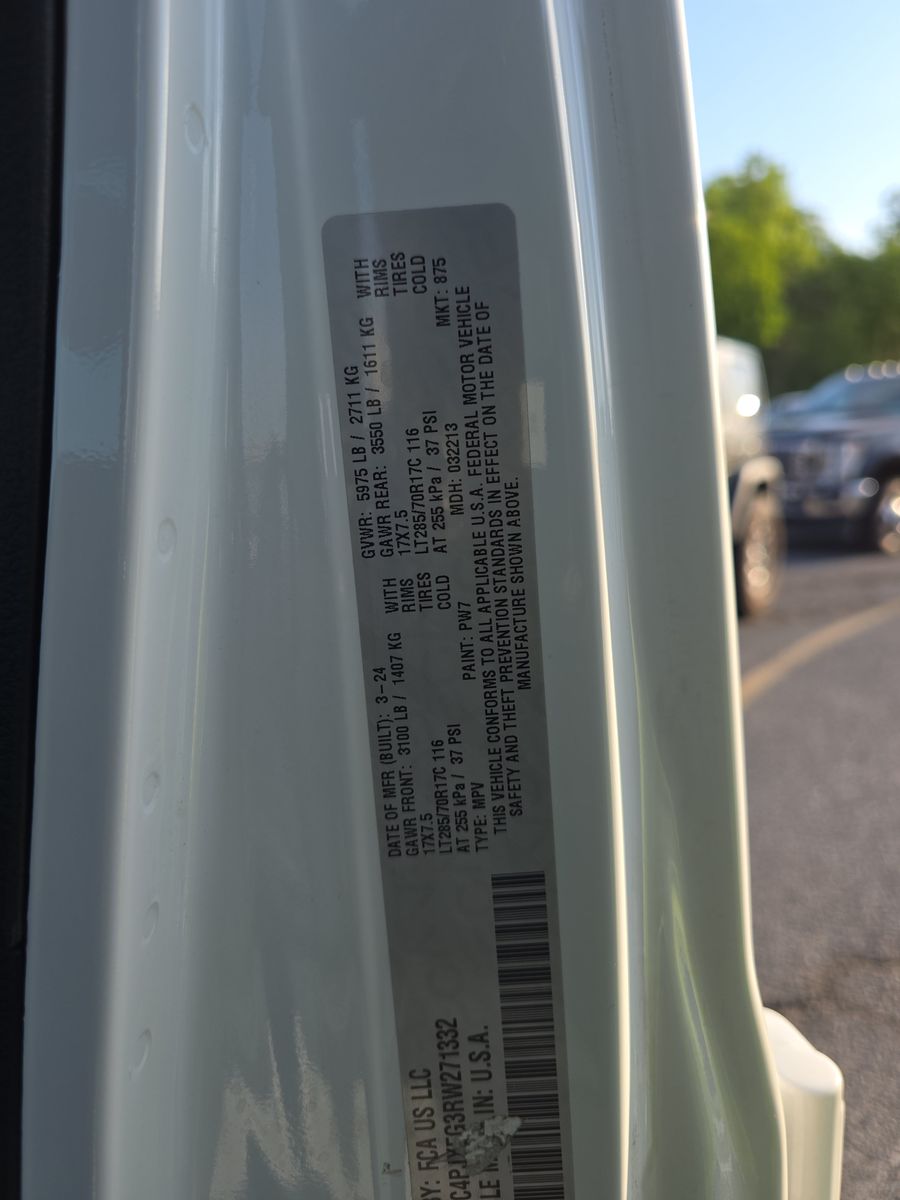 BY: FCA US LLC
DATE OF MFR (BUILT): 3-24 GVWR: 5975 LB / 2711 KG
GAWR FRONT: 3100 LB / 1407 KG WITH GAWR REAR: 3550 LB / 1611 KG WITH
17X7.5 RIMS 17X7.5 RIMS
LT285/70R17C 116 TIRES LT285/70R17C 116 TIRES
AT 255 kPa / 37 PSI COLD AT 255 kPa / 37 PSI COLD
TYPE: MPV PAINT: PW7 MDH: 032213 MKT: 875
THIS VEHICLE CONFORMS TO ALL APPLICABLE U.S.A. FEDERAL MOTOR VEHICLE
SAFETY AND THEFT PREVENTION STANDARDS IN EFFECT ON THE DATE OF
MANUFACTURE SHOWN ABOVE.
IN: U.S.A.